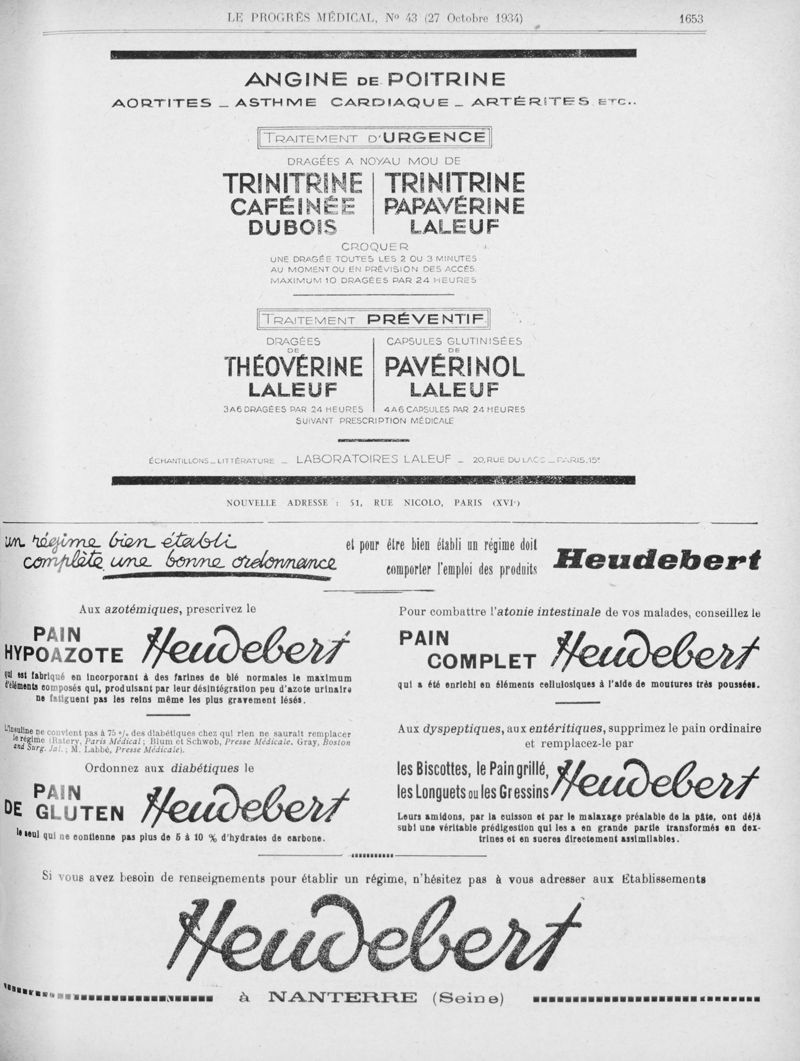 LE PROGRÈS MÉDICAL, N° 43 (27 Octobre 1934) 1653
ANGINE DE POITRINE
AORTITES _ ASTHME CARDIAQUE _ ARTÉRITES ETC..
TRAITEMENT D'URGENCE
DRAGÉES A NOYAU MOU DE
TRINITRINE
CAFÉINÉE
DUBOIS
TRINITRINE
PAPAVÉRINE
LALEUF
CROQUER
UNE DRAGÉE TOUTES LES 2 OU 3 MINUTES
AU MOMENT OU EN PRÉVISION DES ACCÈS.
MAXIMUM 10 DRAGÉES PAR 24 HEURES
TRAITEMENT PRÉVENTIF
DRAGÉES
DE
THÉOVÉRINE
LALEUF
3 A 6 DRAGÉES PAR 24 HEURES
CAPSULES GLUTINISÉES
DE
PAVÉRINOL
LALEUF
4 A 6 CAPSULES PAR 24 HEURES
SUIVANT PRESCRIPTION MÉDICALE
ÉCHANTILLONS _ LITTÉRATURE _ LABORATOIRES LALEUF _ 20, RUE DU LAOS _ PARIS.15e
NOUVELLE ADRESSE : 51, RUE NICOLO, PARIS (XVIe)
un régime bien établi
complète une bonne ordonnance
et pour être bien établi un régime doit
comporter l'emploi des produits
Heudebert
Aux azotémiques, prescrivez le
PAIN
HYPOAZOTÉ Heudebert
qui est fabriqué en incorporant à des farines de blé normales le maximum
d'éléments composés qui, produisant par leur désintégration peu d'azote urinaire
ne fatiguent pas les reins même les plus gravement lésés.
L'insuline ne convient pas à 75 %, des diabétiques chez qui rien ne saurait remplacer
le régime (Ratery, Paris Médical ; Blum et Schwob, Presse Médicale. Gray, Boston
and Surg. Jal. ; M. Labbé, Presse Médicale).
Ordonnez aux diabétiques le
PAIN
DE GLUTEN Heudebert
le seul qui ne contienne pas plus de 5 à 10 % d'hydrates de carbone.
Pour combattre l'atonie intestinale de vos malades, conseillez le
PAIN
COMPLET Heudebert
qui a été enrichi en éléments cellulosiques à l'aide de moutures très poussées.
Aux dyspeptiques, aux entéritiques, supprimez le pain ordinaire
et remplacez-le par
les Biscottes, le Pain grillé,
les Longuets ou les Gressins Heudebert
Leurs amidons, par la cuisson et par le malaxage préalable de la pâte, ont déjà
subi une véritable prédigestion qui les a en grande partie transformés en dex-
trines et en sucres directement assimilables.
Si vous avez besoin de renseignements pour établir un régime, n'hésitez pas à vous adresser aux Etablissements
Heudebert
à NANTERRE (Seine)